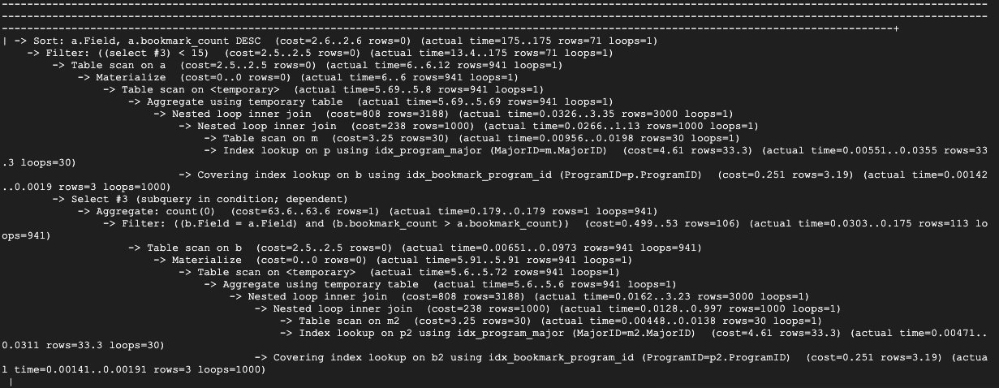 | -> Sort: a.Field, a.bookmark_count DESC  (cost=2.6..2.6 rows=0) (actual time=175..175 rows=71 loops=1)
    -> Filter: ((select #3) < 15)  (cost=2.5..2.5 rows=0) (actual time=13.4..175 rows=71 loops=1)
        -> Table scan on a  (cost=2.5..2.5 rows=0) (actual time=6..6.12 rows=941 loops=1)
            -> Materialize  (cost=0..0 rows=0) (actual time=6..6 rows=941 loops=1)
                -> Table scan on <temporary>  (actual time=5.69..5.8 rows=941 loops=1)
                    -> Aggregate using temporary table  (actual time=5.69..5.69 rows=941 loops=1)
                        -> Nested loop inner join  (cost=808 rows=3188) (actual time=0.0326..3.35 rows=3000 loops=1)
                            -> Nested loop inner join  (cost=238 rows=1000) (actual time=0.0266..1.13 rows=1000 loops=1)
                                -> Table scan on m  (cost=3.25 rows=30) (actual time=0.00956..0.0198 rows=30 loops=1)
                                -> Index lookup on p using idx_program_major (MajorID=m.MajorID)  (cost=4.61 rows=33.3) (actual time=0.00551..0.0355 rows=33
.3 loops=30)
                            -> Covering index lookup on b using idx_bookmark_program_id (ProgramID=p.ProgramID)  (cost=0.251 rows=3.19) (actual time=0.00142
..0.0019 rows=3 loops=1000)
        -> Select #3 (subquery in condition; dependent)
            -> Aggregate: count(0)  (cost=63.6..63.6 rows=1) (actual time=0.179..0.179 rows=1 loops=941)
                -> Filter: ((b.Field = a.Field) and (b.bookmark_count > a.bookmark_count))  (cost=0.499..53 rows=106) (actual time=0.0303..0.175 rows=113 lo
ops=941)
                    -> Table scan on b  (cost=2.5..2.5 rows=0) (actual time=0.00651..0.0973 rows=941 loops=941)
                        -> Materialize  (cost=0..0 rows=0) (actual time=5.91..5.91 rows=941 loops=1)
                            -> Table scan on <temporary>  (actual time=5.6..5.72 rows=941 loops=1)
                                -> Aggregate using temporary table  (actual time=5.6..5.6 rows=941 loops=1)
                                    -> Nested loop inner join  (cost=808 rows=3188) (actual time=0.0162..3.23 rows=3000 loops=1)
                                        -> Nested loop inner join  (cost=238 rows=1000) (actual time=0.0128..0.997 rows=1000 loops=1)
                                            -> Table scan on m2  (cost=3.25 rows=30) (actual time=0.00448..0.0138 rows=30 loops=1)
                                            -> Index lookup on p2 using idx_program_major (MajorID=m2.MajorID)  (cost=4.61 rows=33.3) (actual time=0.00471..
0.0311 rows=33.3 loops=30)
                                        -> Covering index lookup on b2 using idx_bookmark_program_id (ProgramID=p2.ProgramID)  (cost=0.251 rows=3.19) (actua
l time=0.00141..0.00191 rows=3 loops=1000)
 |